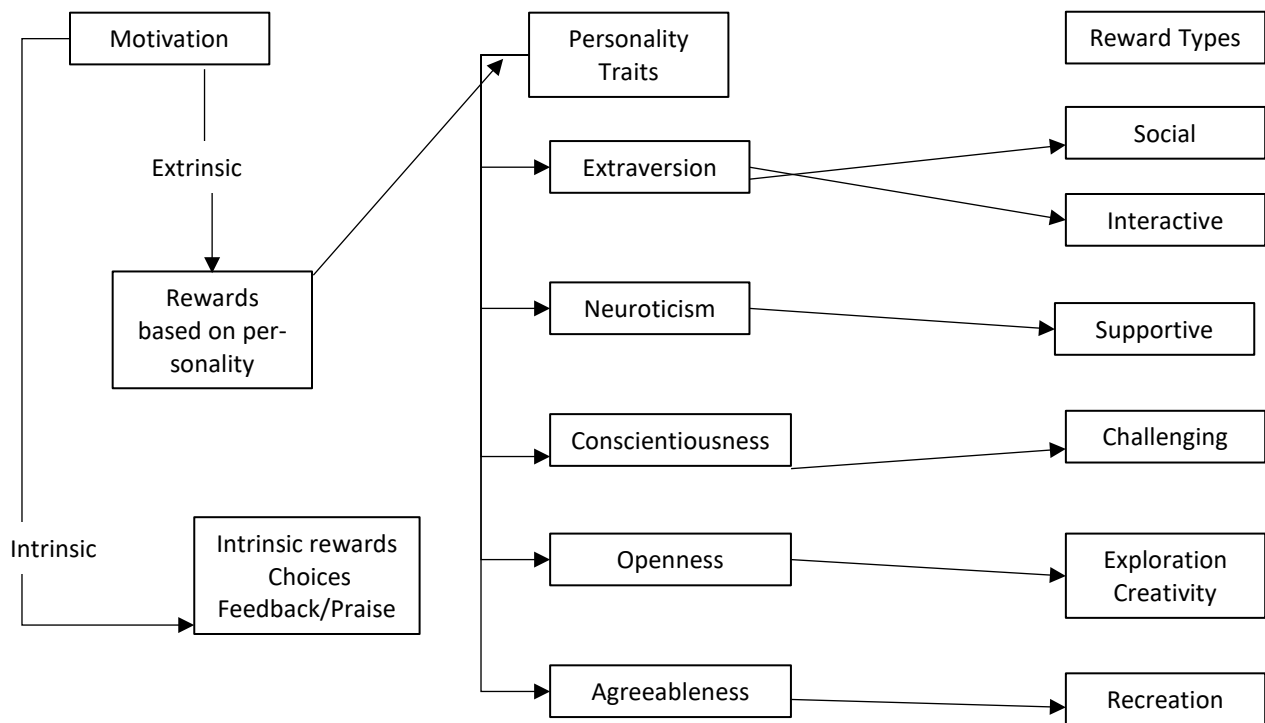 Motivation
Extrinsic
Rewards
based on per-
sonality
Intrinsic
Intrinsic rewards
Choices
Feedback/Praise
Personality
Traits
Extraversion
Neuroticism
Conscientiousness
Openness
Agreeableness
Reward Types
Social
Interactive
Supportive
Challenging
Exploration
Creativity
Recreation